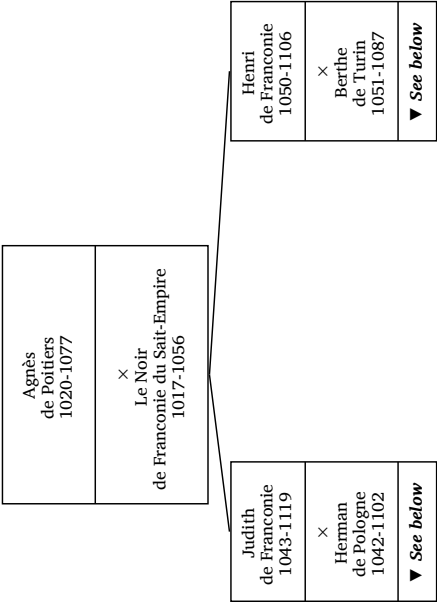 Agnès
de Poitiers
1020-1077
×
Le Noir
de Franconie du Sait-Empire
1017-1056
Judith
de Franconie
1043-1119
×
Herman
de Pologne
1042-1102
▼ See below
Henri
de Franconie
1050-1106
×
Berthe
de Turin
1051-1087
▼ See below